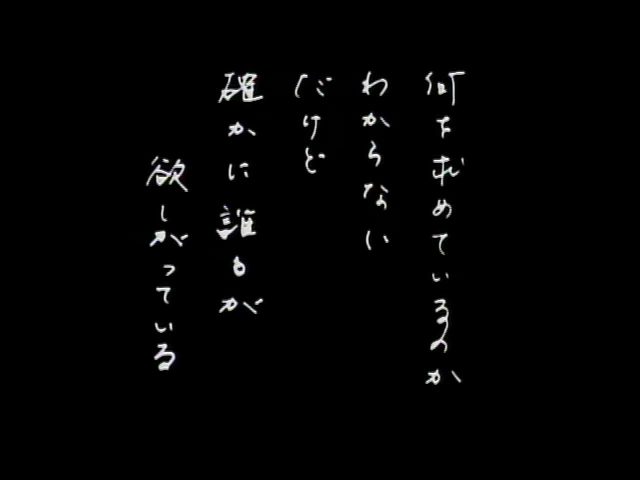 何を求めているのか
わからない
だけど
確かに誰もが
欲しがっている